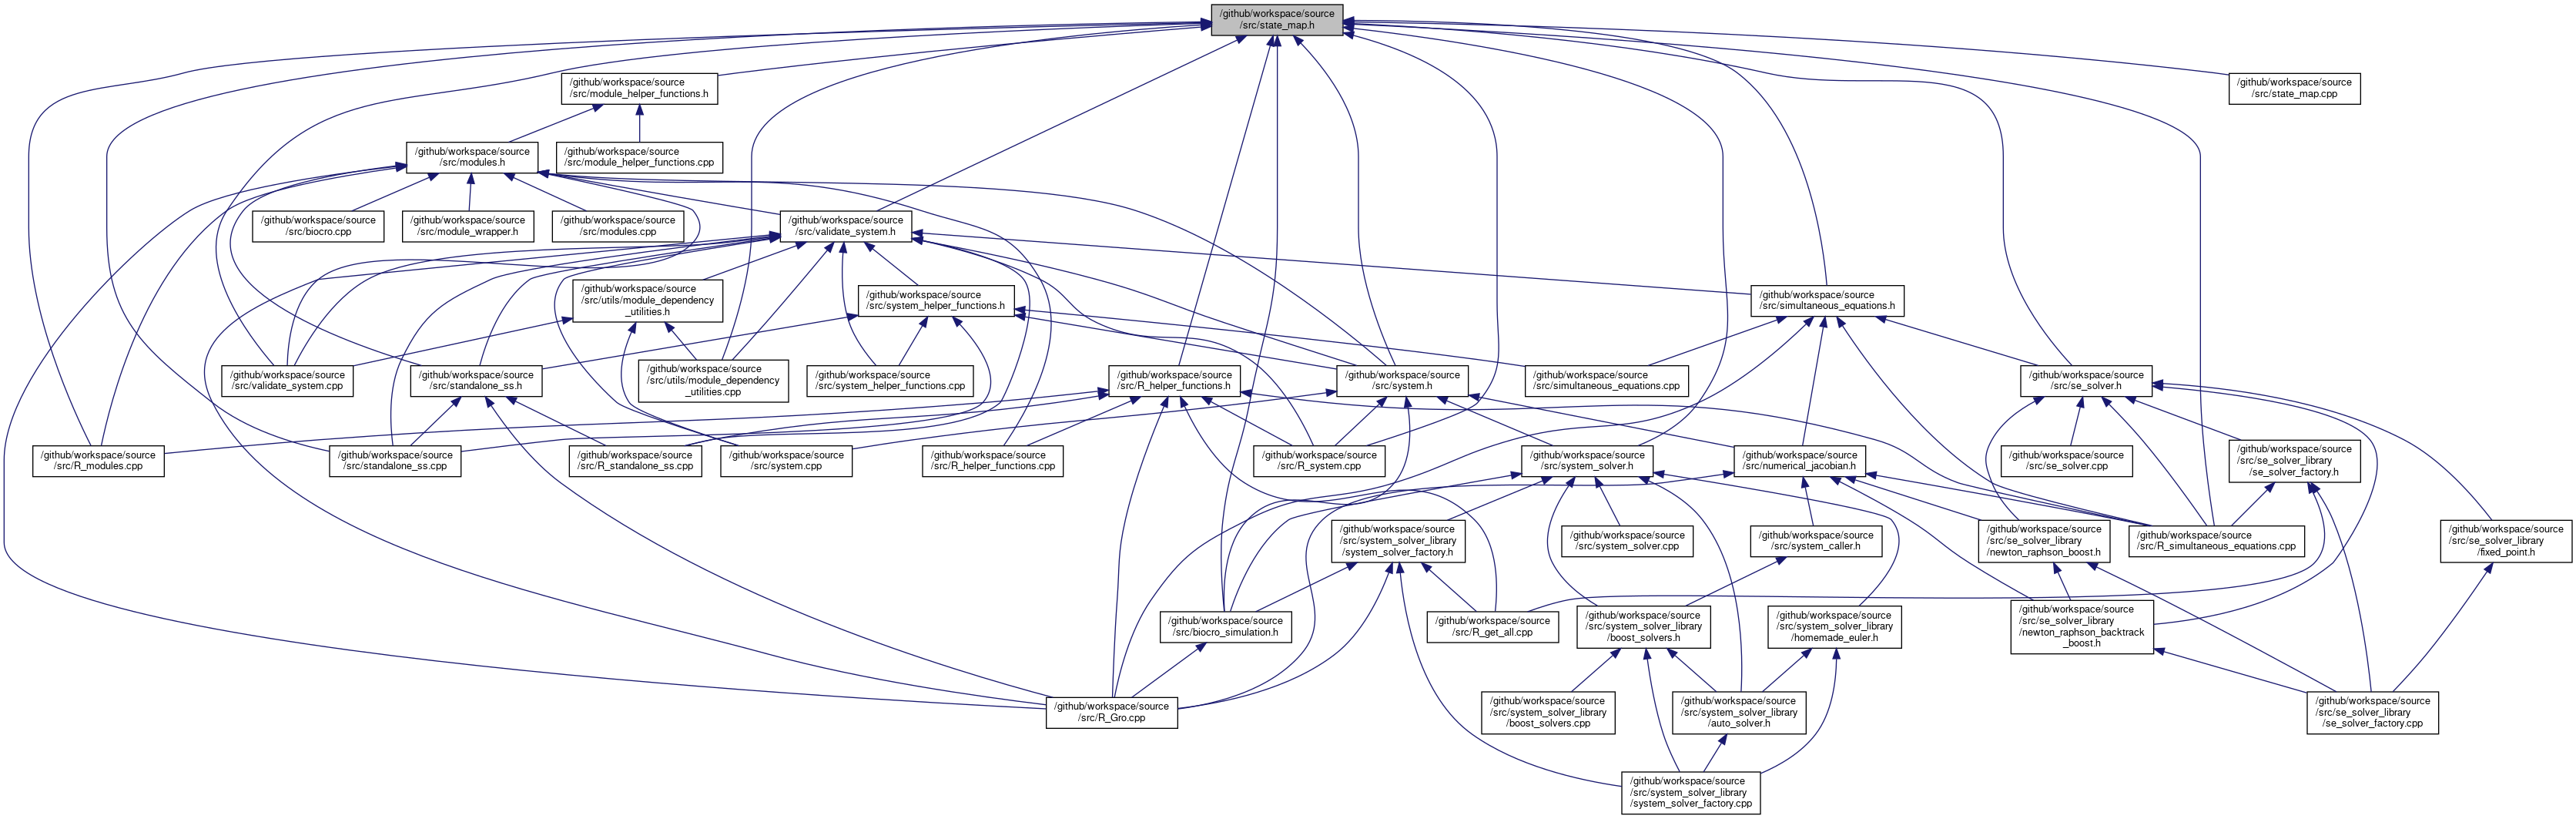 /github/workspace/source
/src/state_map.h
/github/workspace/source
/src/module_helper_functions.h
/github/workspace/source
/src/state_map.cpp
/github/workspace/source
/src/modules.h
/github/workspace/source
/src/module_helper_functions.cpp
/github/workspace/source
/src/biocro.cpp
/github/workspace/source
/src/module_wrapper.h
/github/workspace/source
/src/modules.cpp
/github/workspace/source
/src/validate_system.h
/github/workspace/source
/src/utils/module_dependency
_utilities.h
/github/workspace/source
/src/system_helper_functions.h
/github/workspace/source
/src/simultaneous_equations.h
/github/workspace/source
/src/validate_system.cpp
/github/workspace/source
/src/standalone_ss.h
/github/workspace/source
/src/utils/module_dependency
_utilities.cpp
/github/workspace/source
/src/system_helper_functions.cpp
/github/workspace/source
/src/R_helper_functions.h
/github/workspace/source
/src/system.h
/github/workspace/source
/src/simultaneous_equations.cpp
/github/workspace/source
/src/se_solver.h
/github/workspace/source
/src/R_modules.cpp
/github/workspace/source
/src/standalone_ss.cpp
/github/workspace/source
/src/R_standalone_ss.cpp
/github/workspace/source
/src/system.cpp
/github/workspace/source
/src/R_helper_functions.cpp
/github/workspace/source
/src/R_system.cpp
/github/workspace/source
/src/system_solver.h
/github/workspace/source
/src/numerical_jacobian.h
/github/workspace/source
/src/se_solver.cpp
/github/workspace/source
/src/se_solver_library
/se_solver_factory.h
/github/workspace/source
/src/system_solver_library
/system_solver_factory.h
/github/workspace/source
/src/system_solver.cpp
/github/workspace/source
/src/system_caller.h
/github/workspace/source
/src/se_solver_library
/newton_raphson_boost.h
/github/workspace/source
/src/R_simultaneous_equations.cpp
/github/workspace/source
/src/se_solver_library
/fixed_point.h
/github/workspace/source
/src/biocro_simulation.h
/github/workspace/source
/src/R_get_all.cpp
/github/workspace/source
/src/system_solver_library
/boost_solvers.h
/github/workspace/source
/src/system_solver_library
/homemade_euler.h
/github/workspace/source
/src/se_solver_library
/newton_raphson_backtrack
_boost.h
/github/workspace/source
/src/R_Gro.cpp
/github/workspace/source
/src/system_solver_library
/boost_solvers.cpp
/github/workspace/source
/src/system_solver_library
/auto_solver.h
/github/workspace/source
/src/se_solver_library
/se_solver_factory.cpp
/github/workspace/source
/src/system_solver_library
/system_solver_factory.cpp